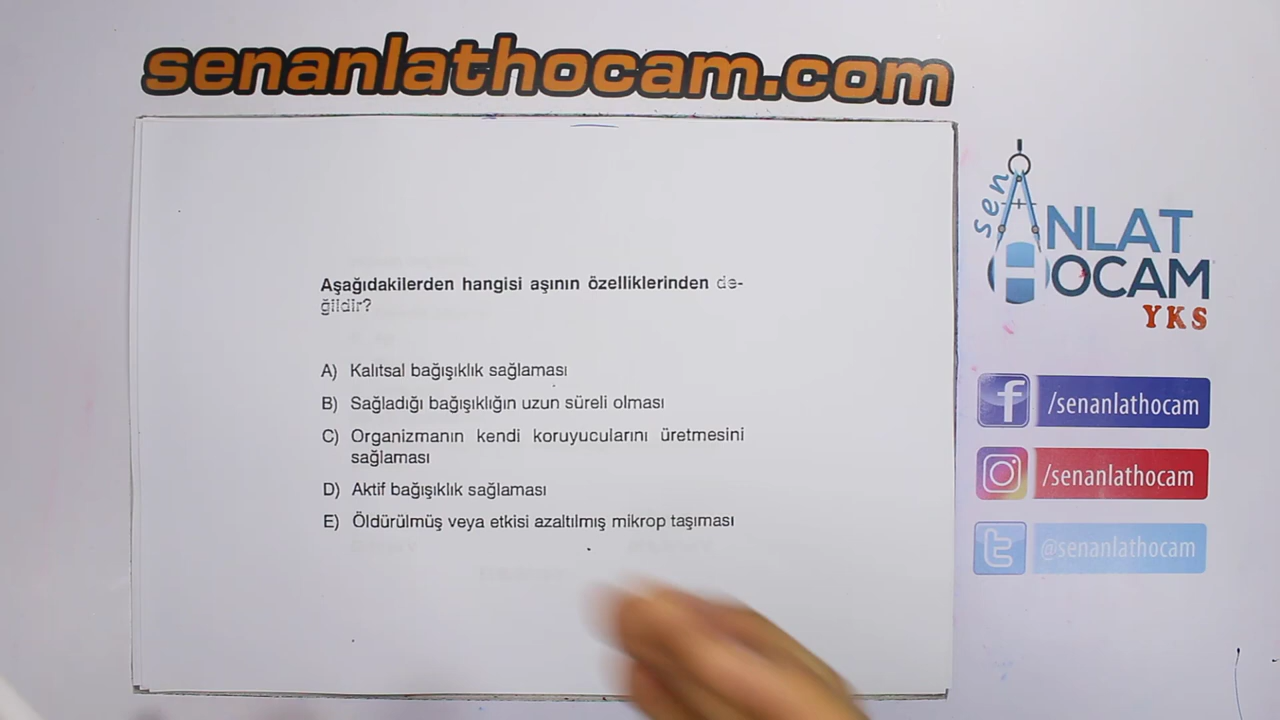 senanlathocam.com
sen ANLAT
HOCAM
YKS
Aşağıdakilerden hangisi aşının özelliklerinden de-
ğildir?
A) Kalıtsal bağışıklık sağlaması
B) Sağladığı bağışıklığın uzun süreli olması
C) Organizmanın kendi koruyucularını üretmesini
sağlaması
D) Aktif bağışıklık sağlaması
E) Öldürülmüş veya etkisi azaltılmış mikrop taşıması
/senanlathocam
/senanlathocam
@senanlathocam